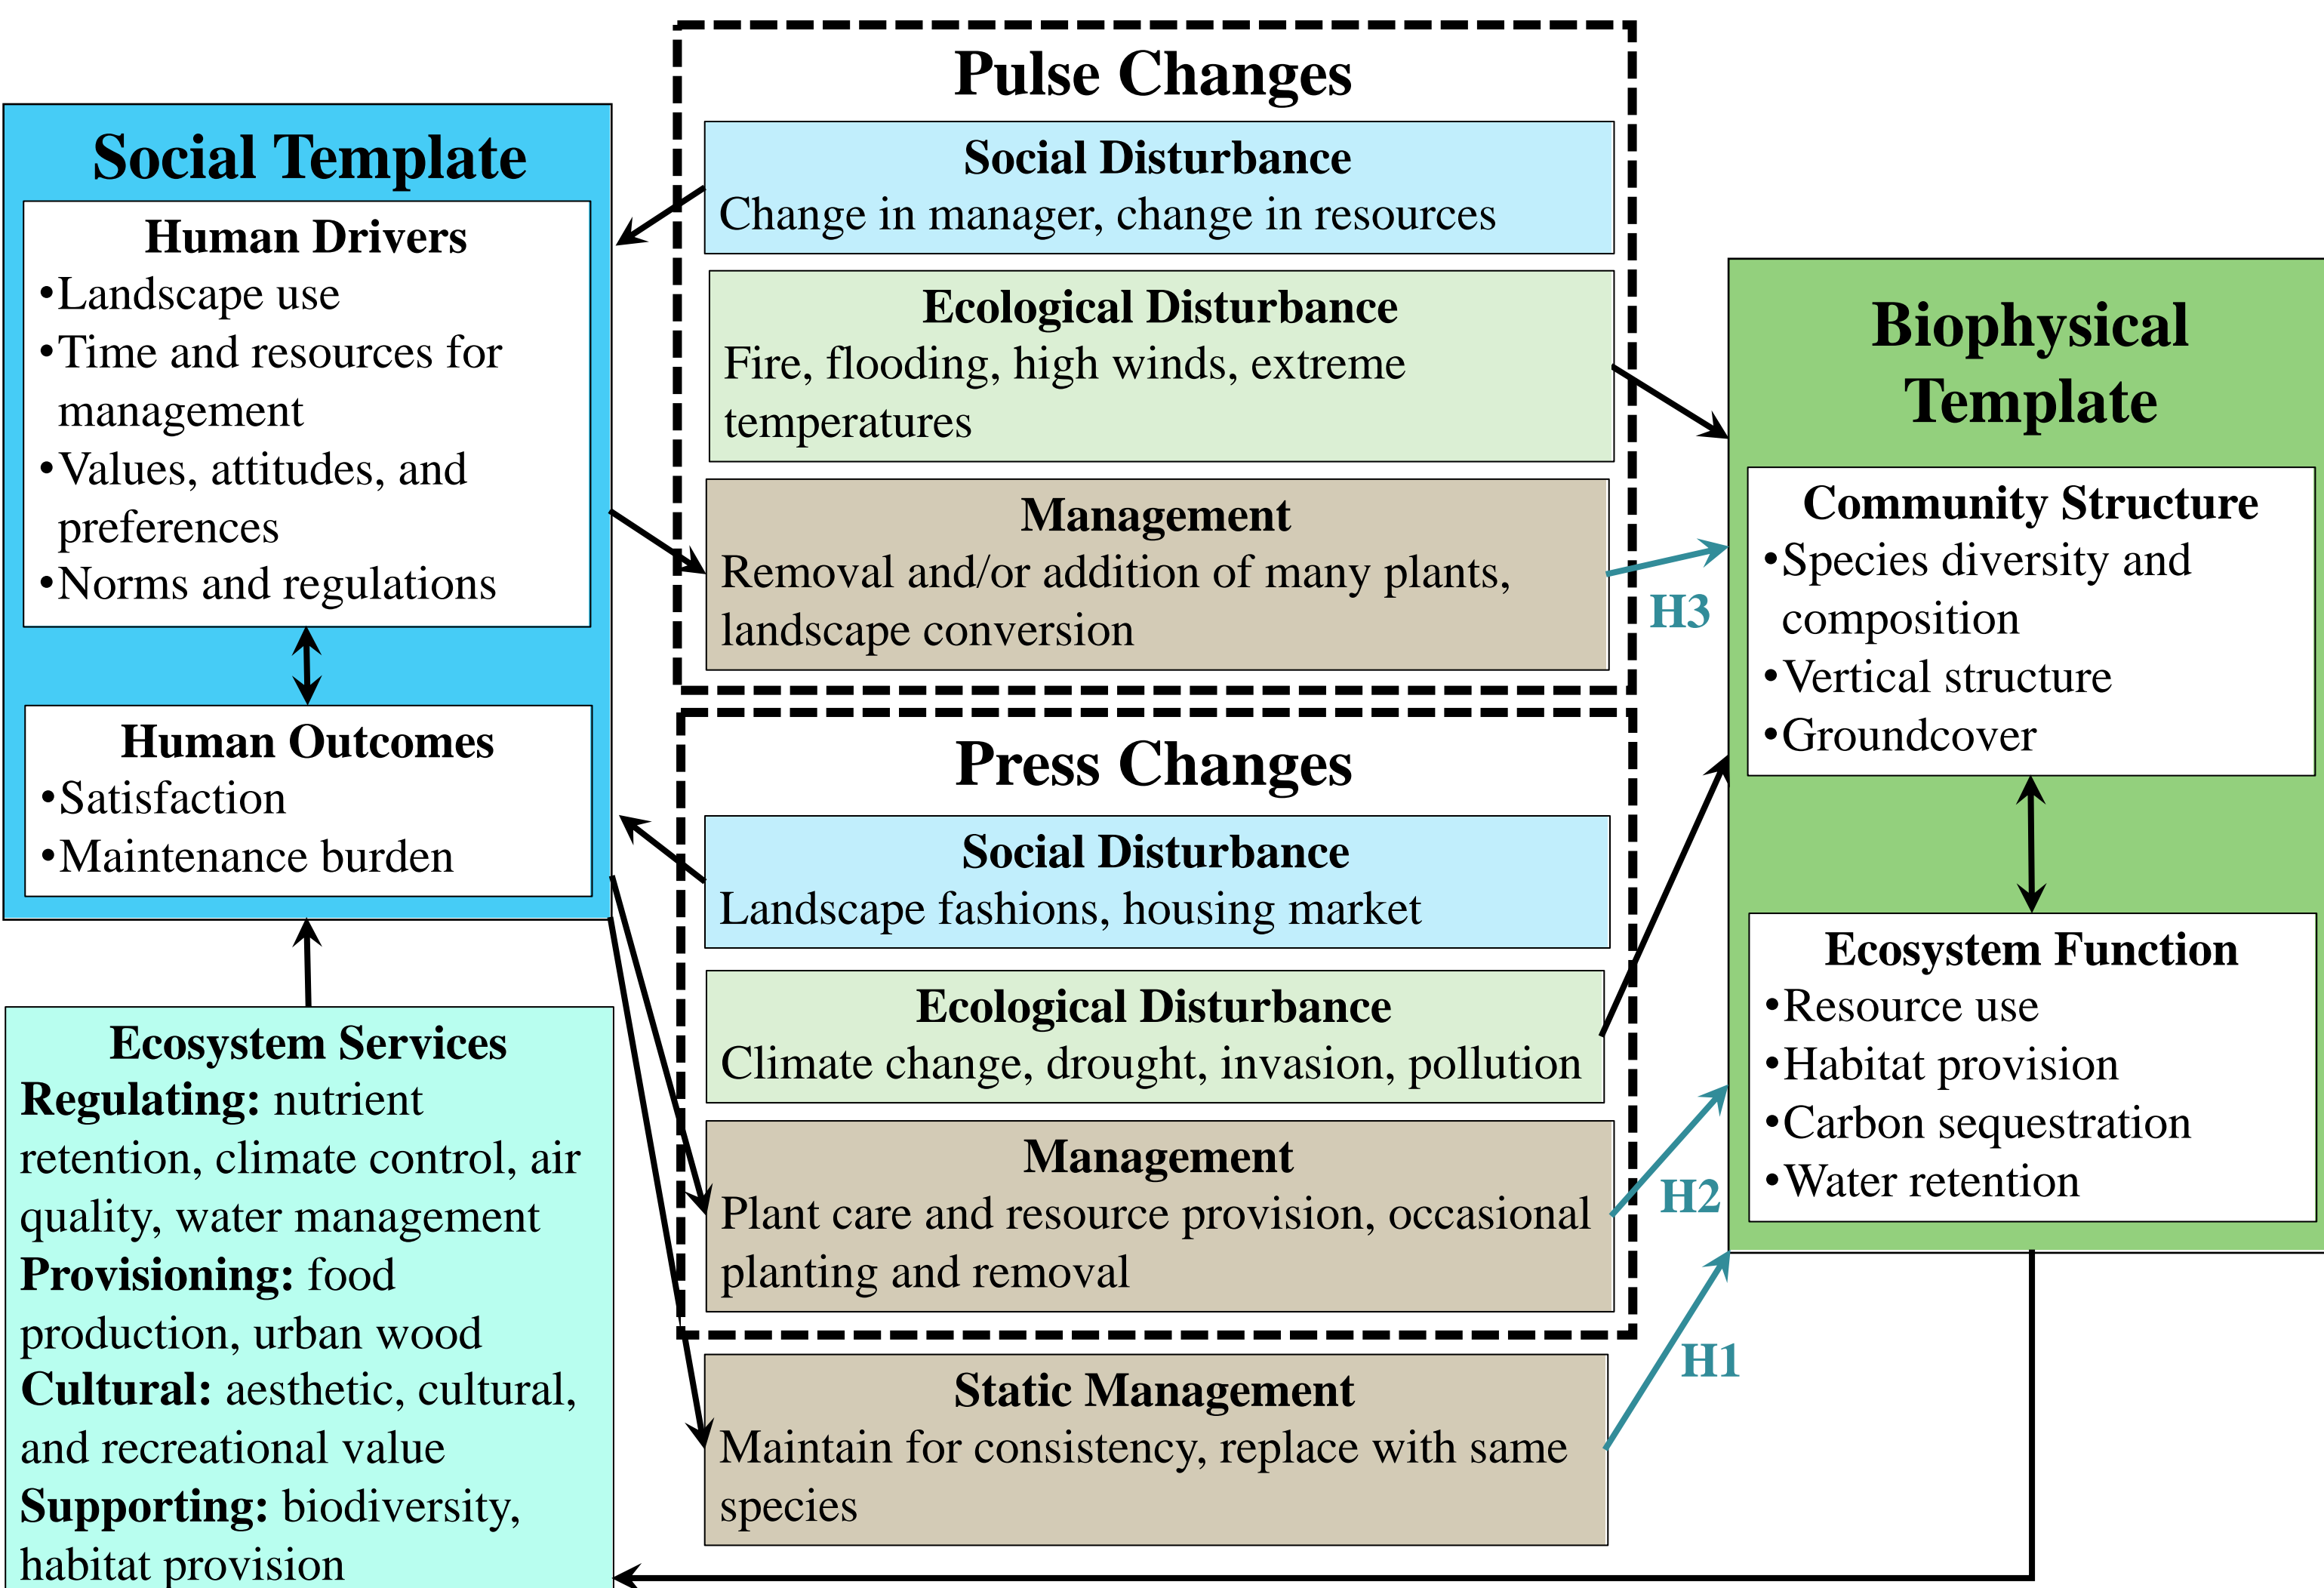 Social Template
Human Drivers
•Landscape use
•Time and resources for
management
•Values, attitudes, and
preferences
•Norms and regulations
Human Outcomes
•Satisfaction
•Maintenance burden
Ecosystem Services
Regulating: nutrient
retention, climate control, air
quality, water management
Provisioning: food
production, urban wood
Cultural: aesthetic, cultural,
and recreational value
Supporting: biodiversity,
habitat provision
Pulse Changes
Social Disturbance
Change in manager, change in resources
Ecological Disturbance
Fire, flooding, high winds, extreme
temperatures
Management
Removal and/or addition of many plants,
landscape conversion
Press Changes
Social Disturbance
Landscape fashions, housing market
Ecological Disturbance
Climate change, drought, invasion, pollution
Management
Plant care and resource provision, occasional
planting and removal
Static Management
Maintain for consistency, replace with same
species
H3
H2
H1
Biophysical
Template
Community Structure
•Species diversity and
composition
•Vertical structure
•Groundcover
Ecosystem Function
•Resource use
•Habitat provision
•Carbon sequestration
•Water retention